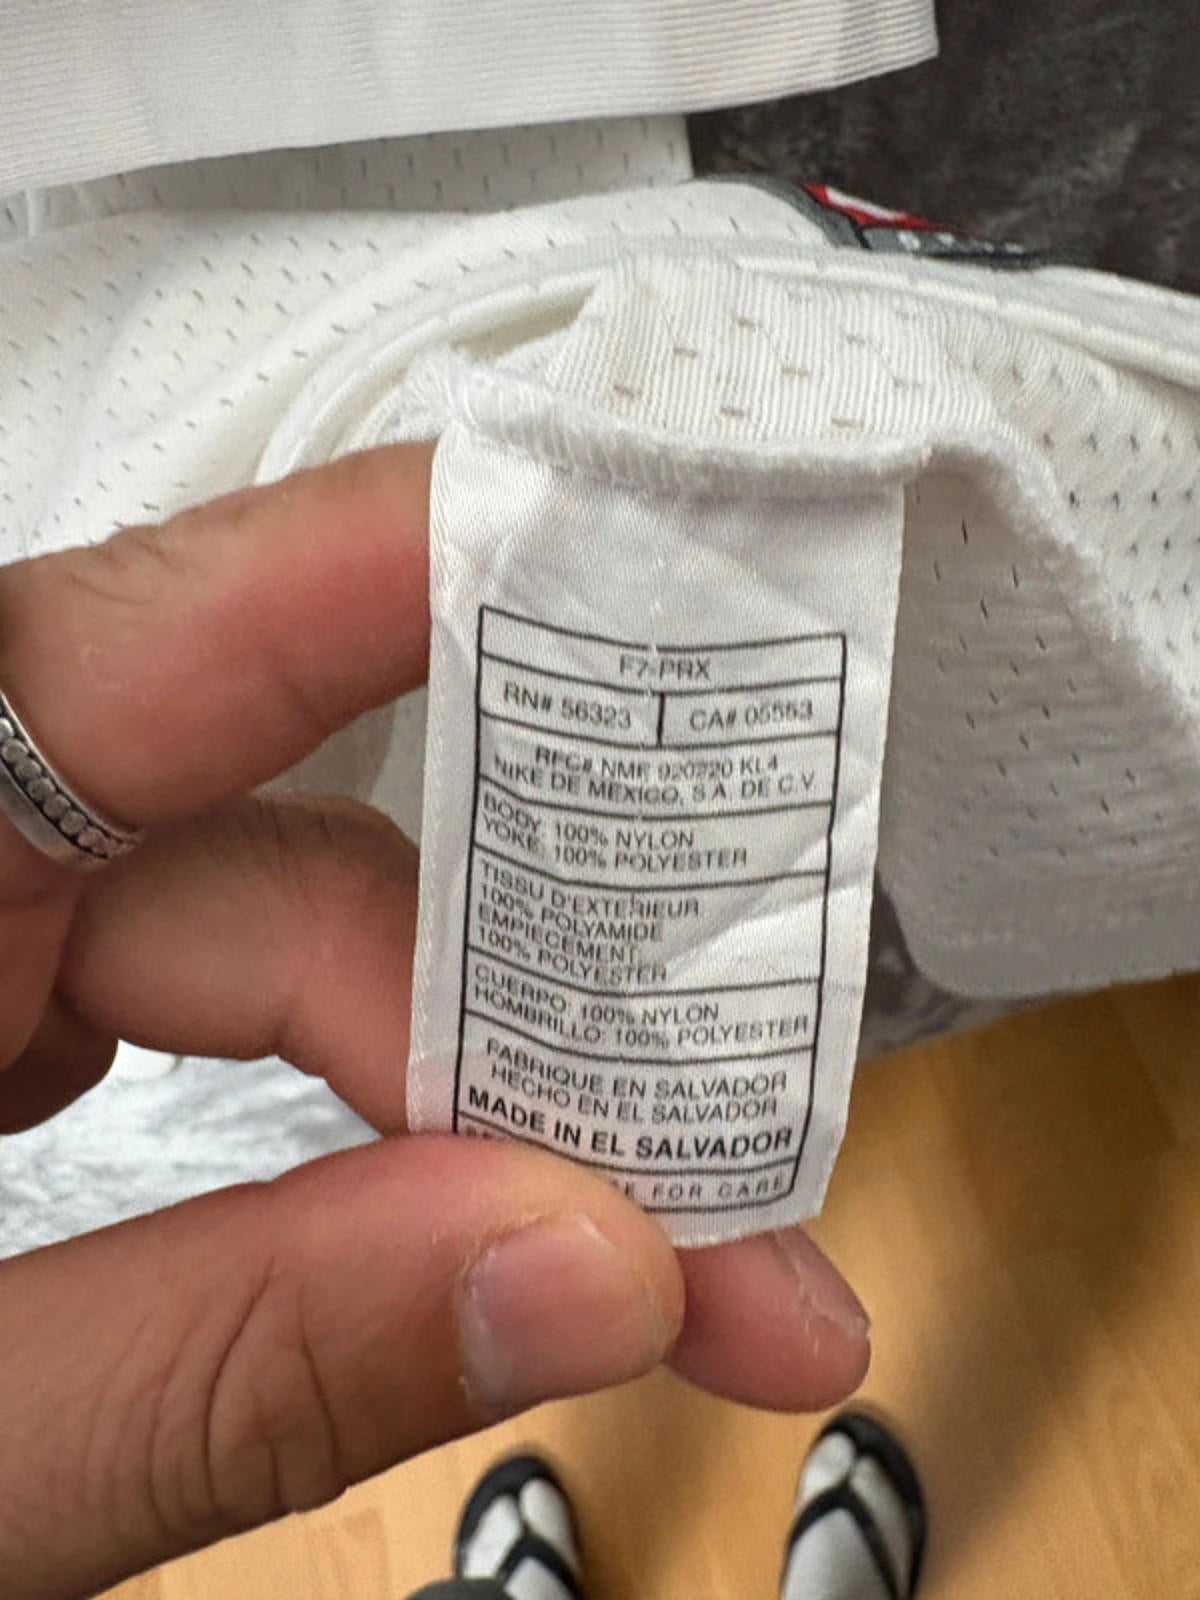 F7-PRX
RN# 56323
CA# 05553
RFC# NME 920220 KL4
NIKE DE MEXICO, S.A. DE C.V.
BODY: 100% NYLON
YOKE: 100% POLYESTER
TISSU D'EXTERIEUR
100% POLYAMIDE
EMPIECEMENT:
100% POLYESTER
CUERPO: 100% NYLON
HOMBRILLO: 100% POLYESTER
FABRIQUE EN SALVADOR
HECHO EN EL SALVADOR
MADE IN EL SALVADOR
FOR CARE